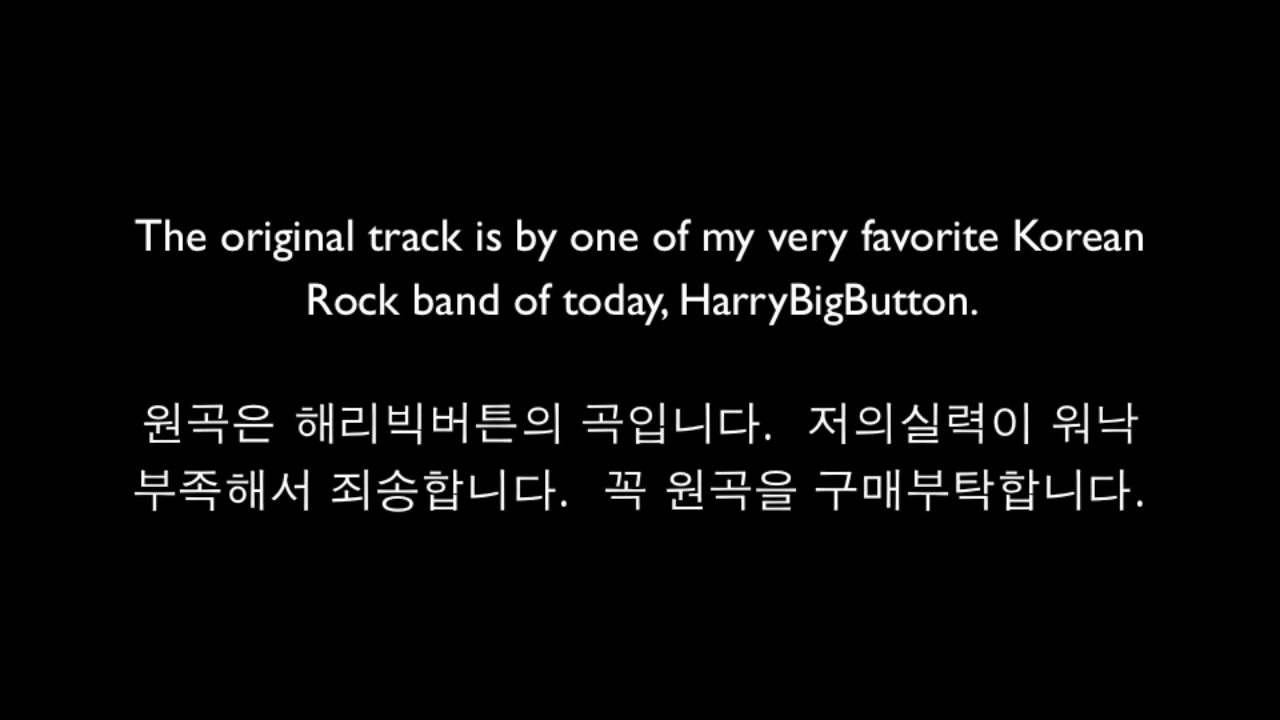 The original track is by one of my very favorite Korean
Rock band of today, HarryBigButton.
원곡은 해리빅버튼의 곡입니다. 저의실력이 워낙
부족해서 죄송합니다. 꼭 원곡을 구매부탁합니다.